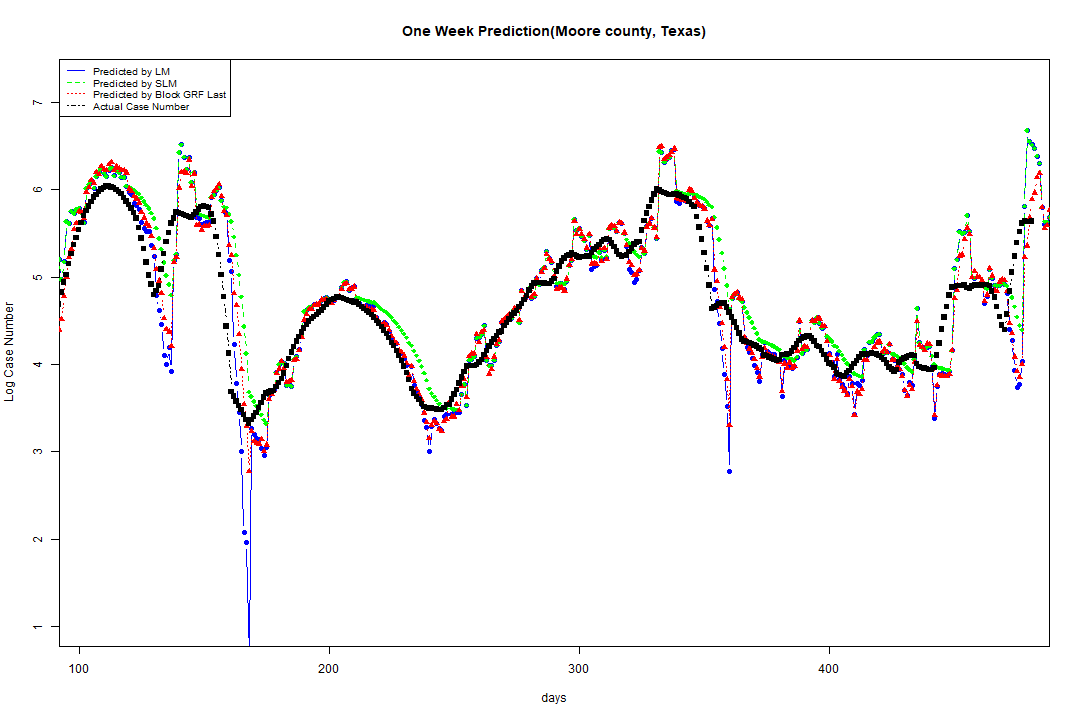 One Week Prediction(Moore county, Texas)
Predicted by LM
Predicted by SLM
Predicted by Block GRF Last
Actual Case Number
7
6
5
4
3
2
1
Log Case Number
100
200
300
400
days